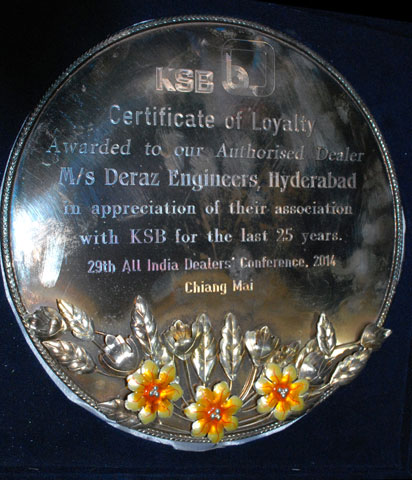 KSB
Certificate of Loyalty
Awarded to our Authorised Dealer
M/s Deraz Engineers, Hyderabad
in appreciation of their association
with KSB for the last 25 years.
29th All India Dealers' Conference, 2014
Chiang Mai